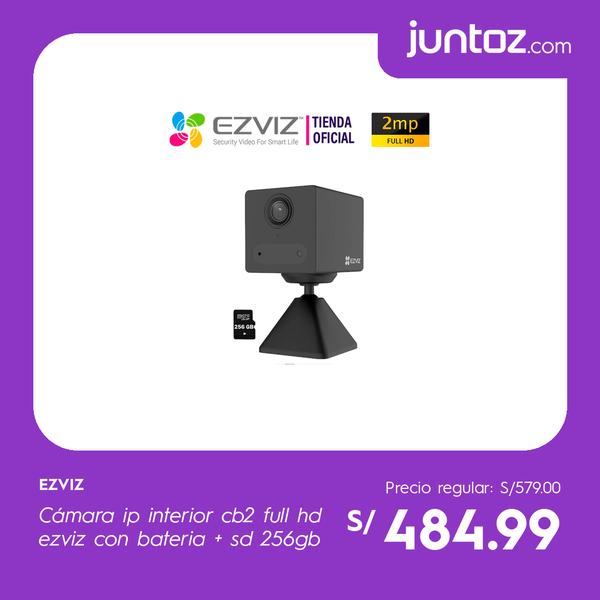 juntoz.com
EZVIZ™ TIENDA OFICIAL
Security Video For Smart Life
2mp
FULL HD
EZVIZ
256 GB
EZVIZ
Precio regular: S/579.00
Cámara ip interior cb2 full hd
ezviz con bateria + sd 256gb
S/ 484.99